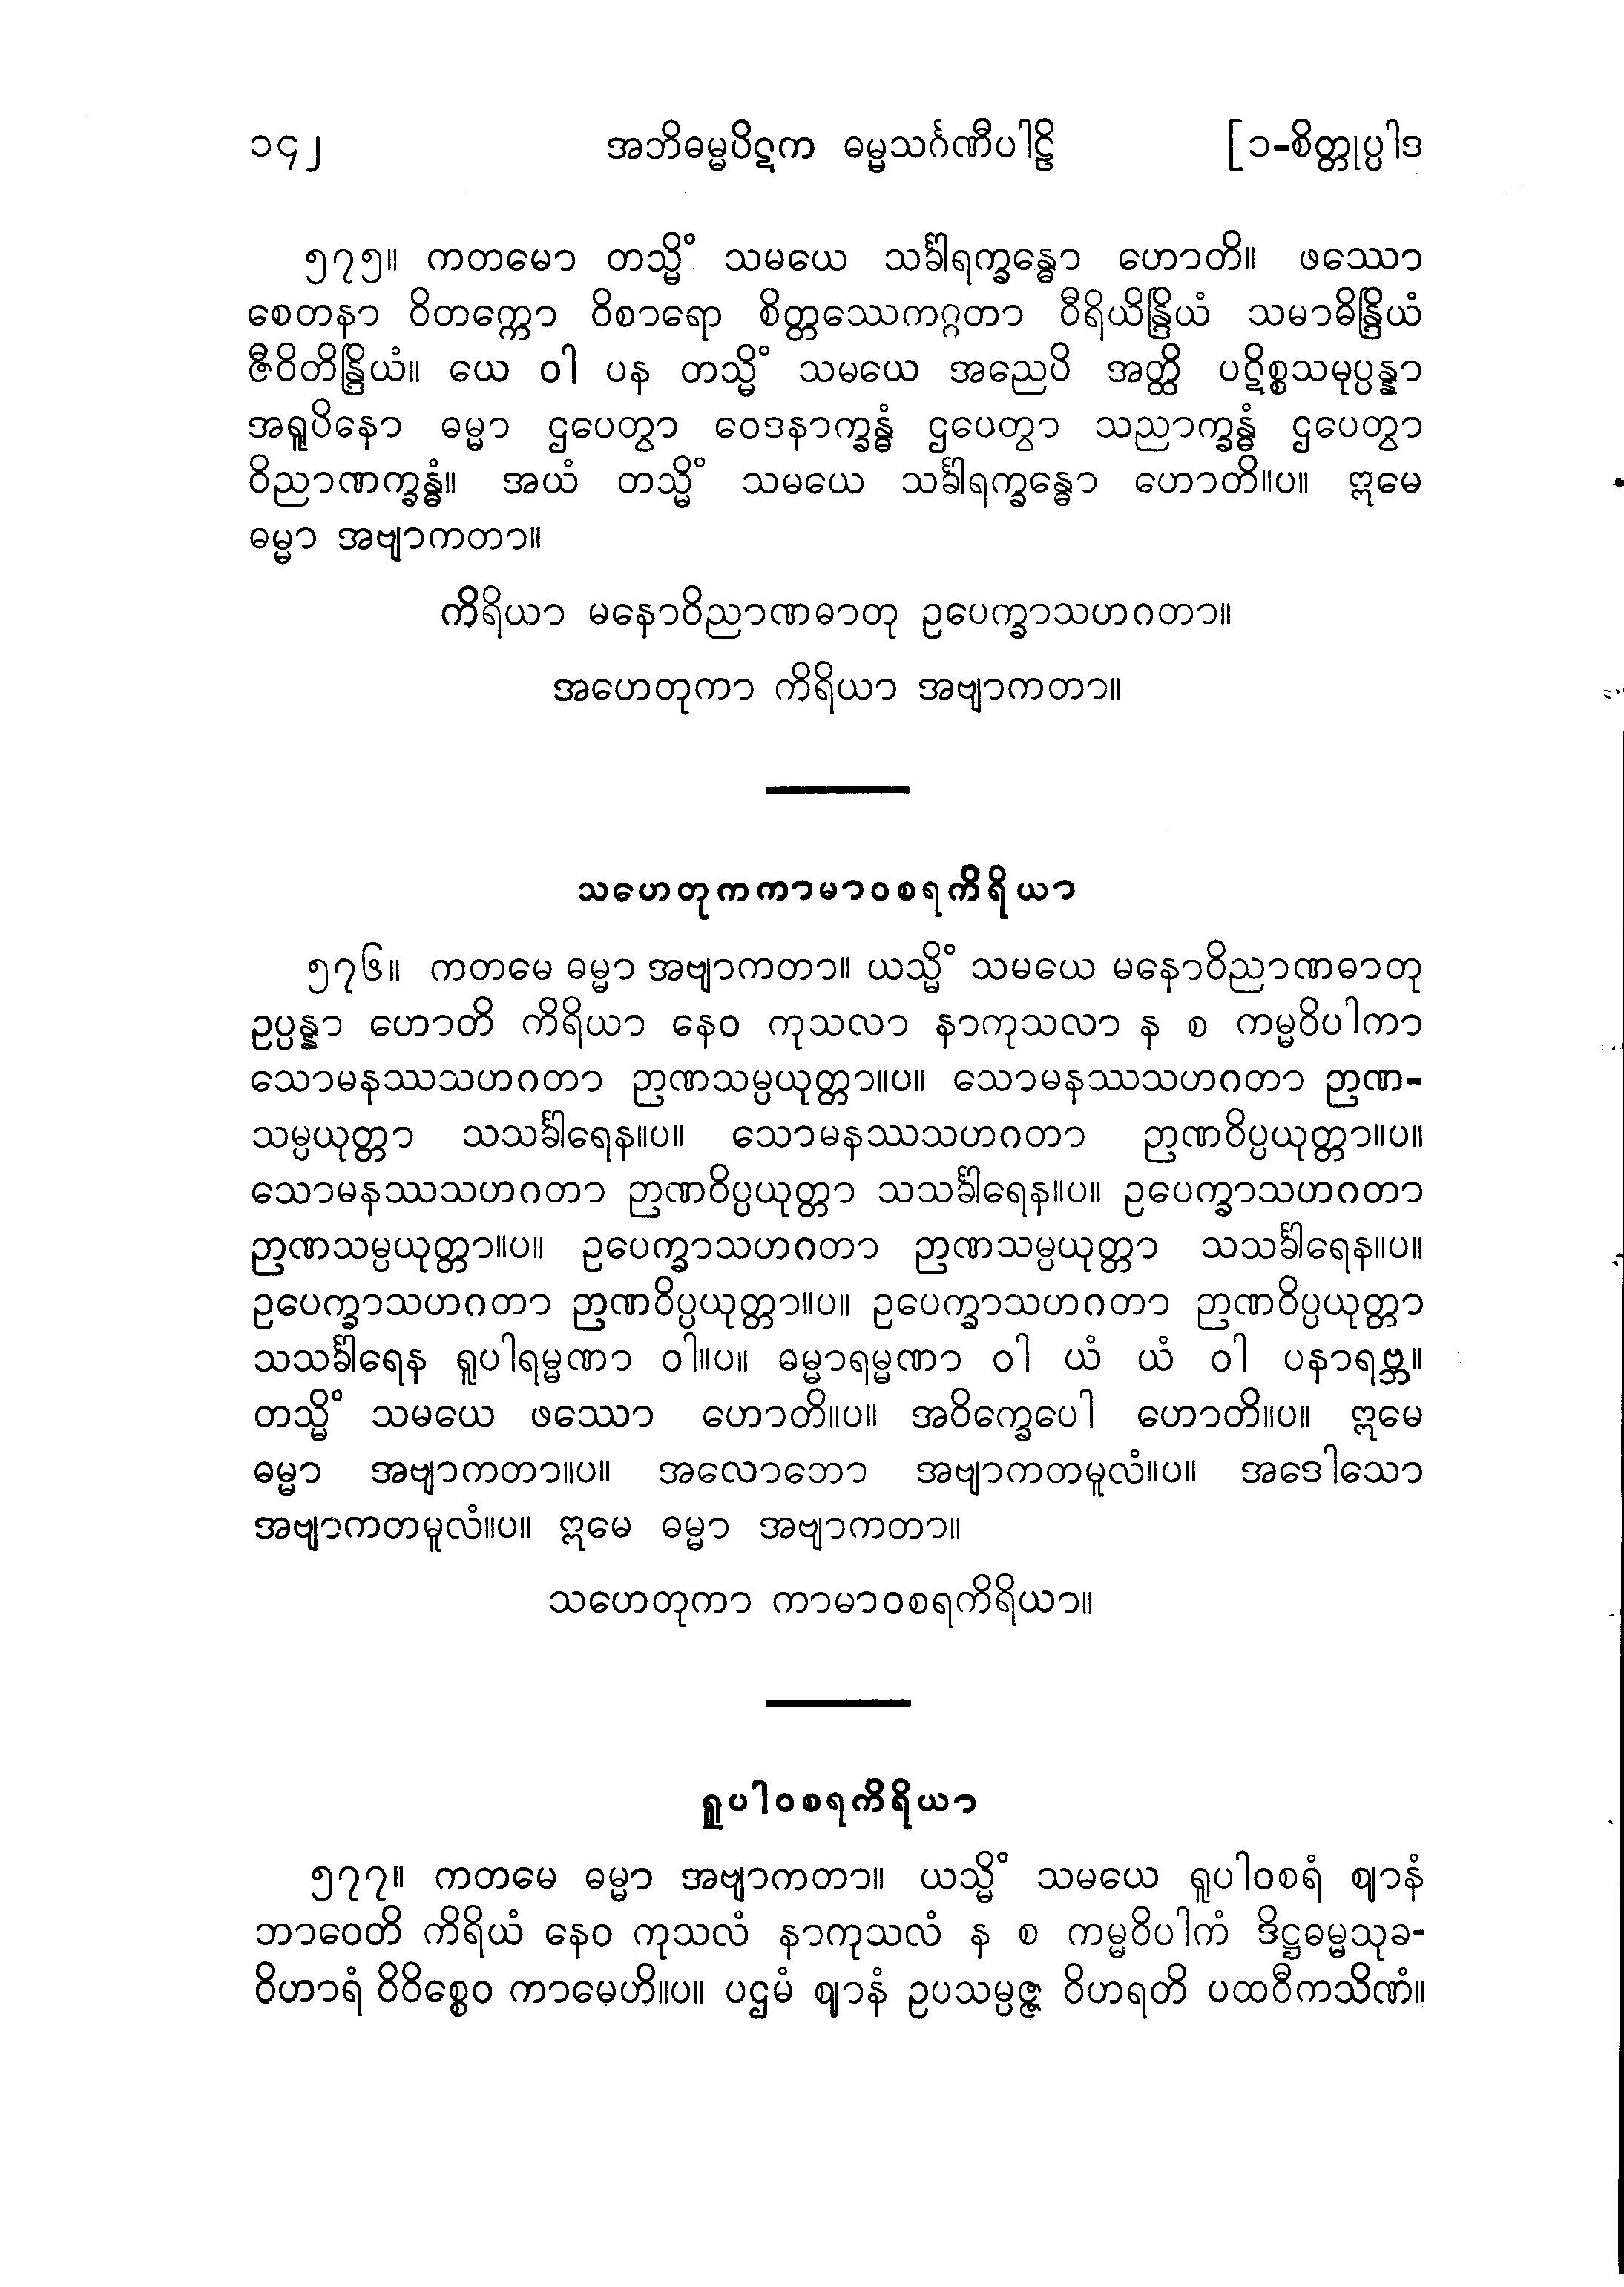 ၁၄၂ အဘိဓမ္မပိဋက ဓမ္မသင်္ဂဏီပါဠိ [၁-စိတ္တုပ္ပါဒ
၅၇၅။ ကတမော တသ္မိံ သမယေ သင်္ခါရက္ခန္ဓော ဟောတိ။ ဖဿော
စေတနာ ဝိတက္ကော ဝိစာရော စိတ္တဿေကဂ္ဂတာ ဝီရိယိန္ဒြိယံ သမာဓိန္ဒြိယံ
ဇီဝိတိန္ဒြိယံ။ ယေ ဝါ ပန တသ္မိံ သမယေ အညေပိ အတ္ထိ ပဋိစ္စသမုပ္ပန္နာ
အရူပိနော ဓမ္မာ ဌပေတွာ ဝေဒနာက္ခန္ဓံ ဌပေတွာ သညာက္ခန္ဓံ ဌပေတွာ
ဝိညာဏက္ခန္ဓံ။ အယံ တသ္မိံ သမယေ သင်္ခါရက္ခန္ဓော ဟောတိ။ပ။ ဣမေ
ဓမ္မာ အဗျာကတာ။
ကိရိယာ မနောဝိညာဏဓာတု ဥပေက္ခာသဟဂတာ။
အဟေတုကာ ကိရိယာ အဗျာကတာ။
သဟေတုကကာမာဝစရကိရိယာ
၅၇၆။ ကတမေ ဓမ္မာ အဗျာကတာ။ ယသ္မိံ သမယေ မနောဝိညာဏဓာတု
ဥပ္ပန္နာ ဟောတိ ကိရိယာ နေဝ ကုသလာ နာကုသလာ န စ ကမ္မဝိပါကာ
သောမနဿသဟဂတာ ဉာဏသမ္ပယုတ္တာ။ပ။ သောမနဿသဟဂတာ ဉာဏ-
သမ္ပယုတ္တာ သသင်္ခါရေန။ပ။ သောမနဿသဟဂတာ ဉာဏဝိပ္ပယုတ္တာ။ပ။
သောမနဿသဟဂတာ ဉာဏဝိပ္ပယုတ္တာ သသင်္ခါရေန။ပ။ ဥပေက္ခာသဟဂတာ
ဉာဏသမ္ပယုတ္တာ။ပ။ ဥပေက္ခာသဟဂတာ ဉာဏသမ္ပယုတ္တာ သသင်္ခါရေန။ပ။
ဥပေက္ခာသဟဂတာ ဉာဏဝိပ္ပယုတ္တာ။ပ။ ဥပေက္ခာသဟဂတာ ဉာဏဝိပ္ပယုတ္တာ
သသင်္ခါရေန ရူပါရမ္မဏာ ဝါ။ပ။ ဓမ္မာရမ္မဏာ ဝါ ယံ ယံ ဝါ ပနာရဗ္ဘ။
တသ္မိံ သမယေ ဖဿော ဟောတိ။ပ။ အဝိက္ခေပေါ ဟောတိ။ပ။ ဣမေ
ဓမ္မာ အဗျာကတာ။ပ။ အလောဘော အဗျာကတမူလံ။ပ။ အဒေါသော
အဗျာကတမူလံ။ပ။ ဣမေ ဓမ္မာ အဗျာကတာ။
သဟေတုကာ ကာမာဝစရကိရိယာ။
ရူပါဝစရကိရိယာ
၅၇၇။ ကတမေ ဓမ္မာ အဗျာကတာ။ ယသ္မိံ သမယေ ရူပါဝစရံ ဈာနံ
ဘာဝေတိ ကိရိယံ နေဝ ကုသလံ နာကုသလံ န စ ကမ္မဝိပါကံ ဒိဋ္ဌဓမ္မသုခ-
ဝိဟာရံ ဝိဝိစ္စေဝ ကာမေဟိ။ပ။ ပဌမံ ဈာနံ ဥပသမ္ပဇ္ဇ ဝိဟရတိ ပထဝီကသိဏံ။